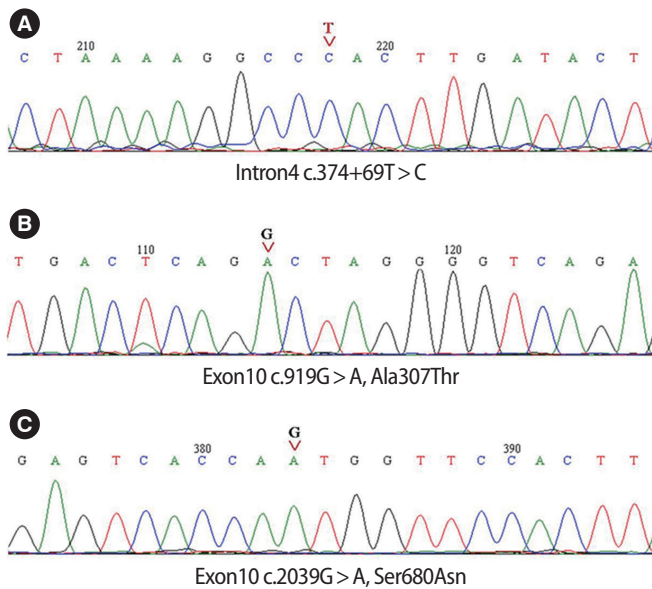 A
T
210 220
C T A A A A G G C C C A C T T G A T A C T
Intron4 c.374+69T > C
B
G
110 120
T G A C T C A G A C T A G G G G T C A G A
Exon10 c.919G > A, Ala307Thr
C
G
380 390
G A G T C A C C A A T G G T T C C A C T T
Exon10 c.2039G > A, Ser680Asn